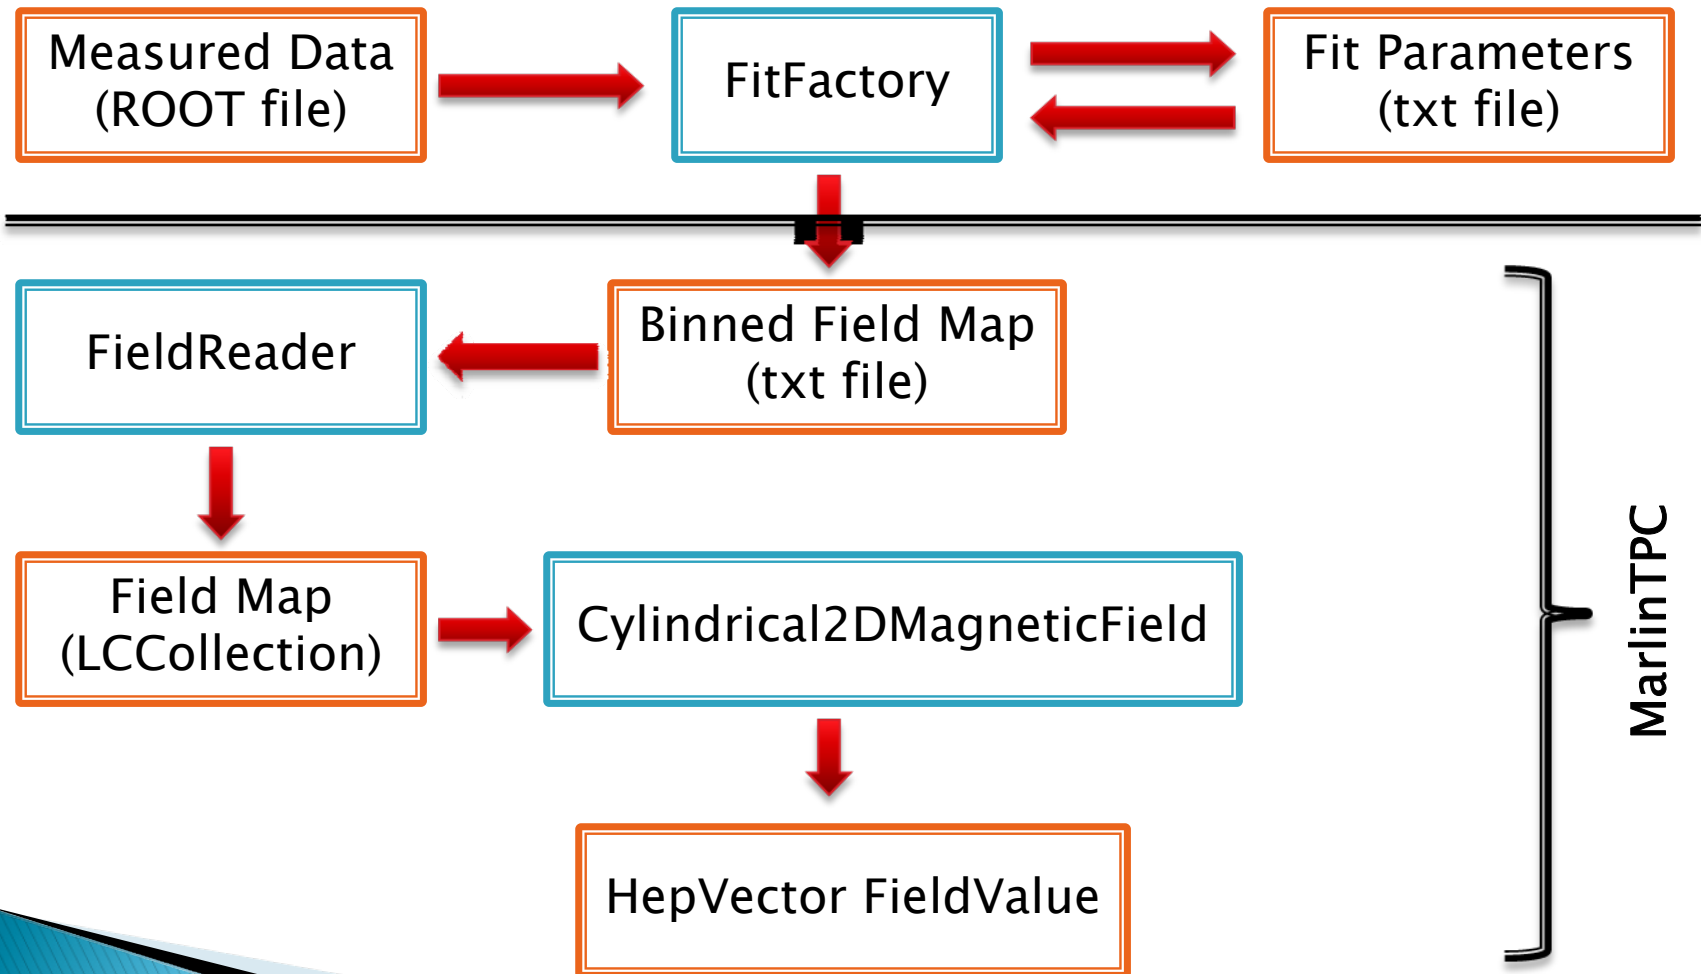 Measured Data
(ROOT file)
FitFactory
Fit Parameters
(txt file)
FieldReader
Binned Field Map
(txt file)
Field Map
(LCCollection)
Cylindrical2DMagneticField
HepVector FieldValue
MarlinTPC